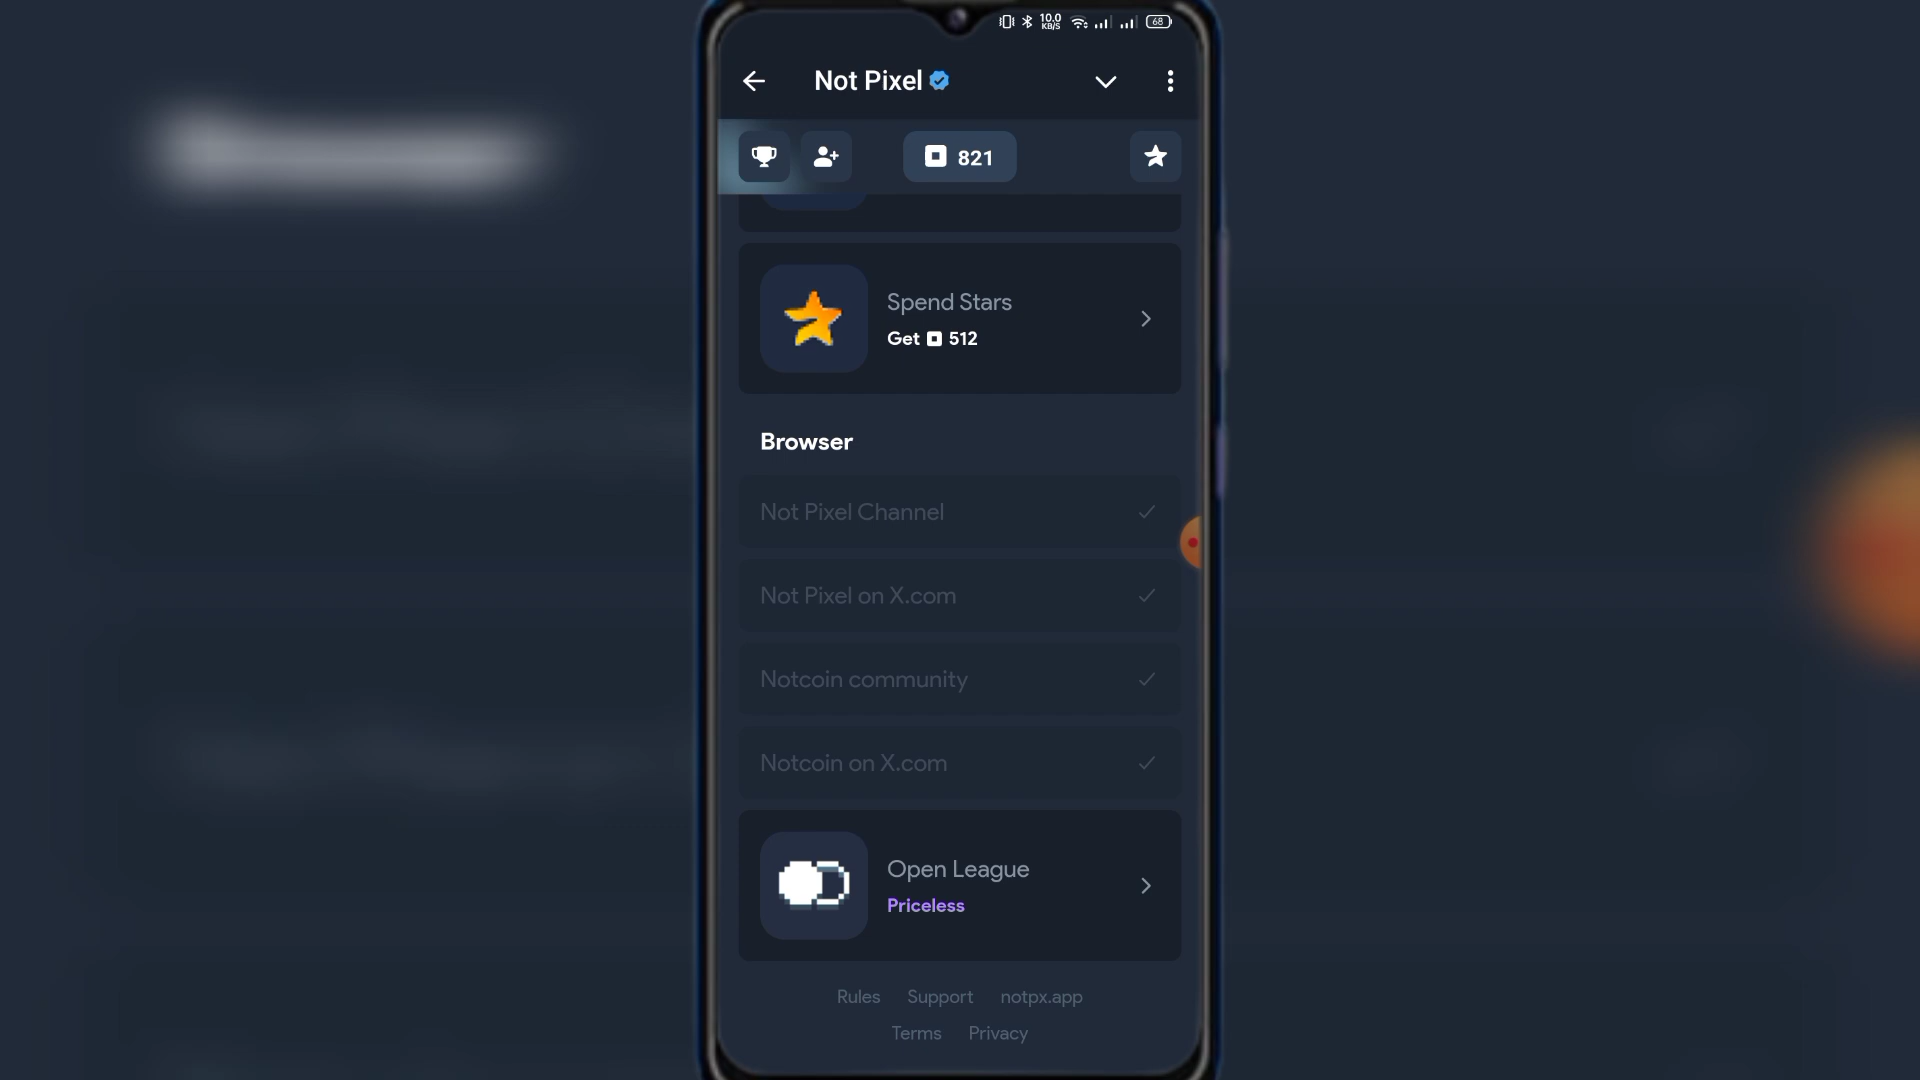 10.0
KB/S
68
Not Pixel
821
Spend Stars
Get 512
Browser
Not Pixel Channel
Not Pixel on X.com
Notcoin community
Notcoin on X.com
Open League
Priceless
Rules Support notpx.app
Terms Privacy